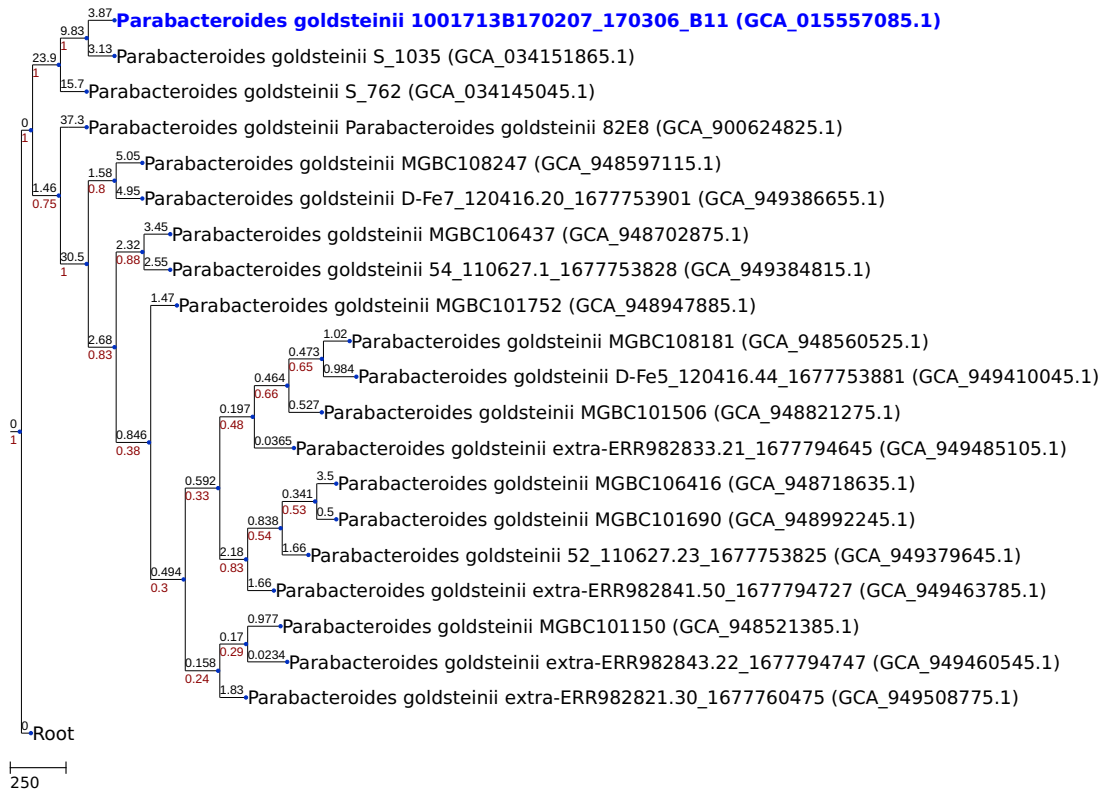 3.87
Parabacteroides goldsteinii 1001713B170207_170306_B11 (GCA_015557085.1)
9.83
1
3.13
Parabacteroides goldsteinii S_1035 (GCA_034151865.1)
23.9
1
15.7
Parabacteroides goldsteinii S_762 (GCA_034145045.1)
0
1
37.3
Parabacteroides goldsteinii Parabacteroides goldsteinii 82E8 (GCA_900624825.1)
5.05
Parabacteroides goldsteinii MGBC108247 (GCA_948597115.1)
1.58
0.8
1.46
0.75
4.95
Parabacteroides goldsteinii D-Fe7_120416.20_1677753901 (GCA_949386655.1)
3.45
Parabacteroides goldsteinii MGBC106437 (GCA_948702875.1)
2.32
0.88
30.5
1
2.55
Parabacteroides goldsteinii 54_110627.1_1677753828 (GCA_949384815.1)
1.47
Parabacteroides goldsteinii MGBC101752 (GCA_948947885.1)
2.68
0.83
1.02
Parabacteroides goldsteinii MGBC108181 (GCA_948560525.1)
0.473
0.65
0.984
Parabacteroides goldsteinii D-Fe5_120416.44_1677753881 (GCA_949410045.1)
0.464
0.66
0.527
Parabacteroides goldsteinii MGBC101506 (GCA_948821275.1)
0.197
0.48
0
1
0.846
0.38
0.0365
Parabacteroides goldsteinii extra-ERR982833.21_1677794645 (GCA_949485105.1)
0.592
0.33
3.5
Parabacteroides goldsteinii MGBC106416 (GCA_948718635.1)
0.341
0.53
0.5
Parabacteroides goldsteinii MGBC101690 (GCA_948992245.1)
0.838
0.54
1.66
Parabacteroides goldsteinii 52_110627.23_1677753825 (GCA_949379645.1)
2.18
0.83
0.494
0.3
1.66
Parabacteroides goldsteinii extra-ERR982841.50_1677794727 (GCA_949463785.1)
0.977
Parabacteroides goldsteinii MGBC101150 (GCA_948521385.1)
0.17
0.29
0.0234
Parabacteroides goldsteinii extra-ERR982843.22_1677794747 (GCA_949460545.1)
0.158
0.24
1.83
Parabacteroides goldsteinii extra-ERR982821.30_1677760475 (GCA_949508775.1)
0
Root
250